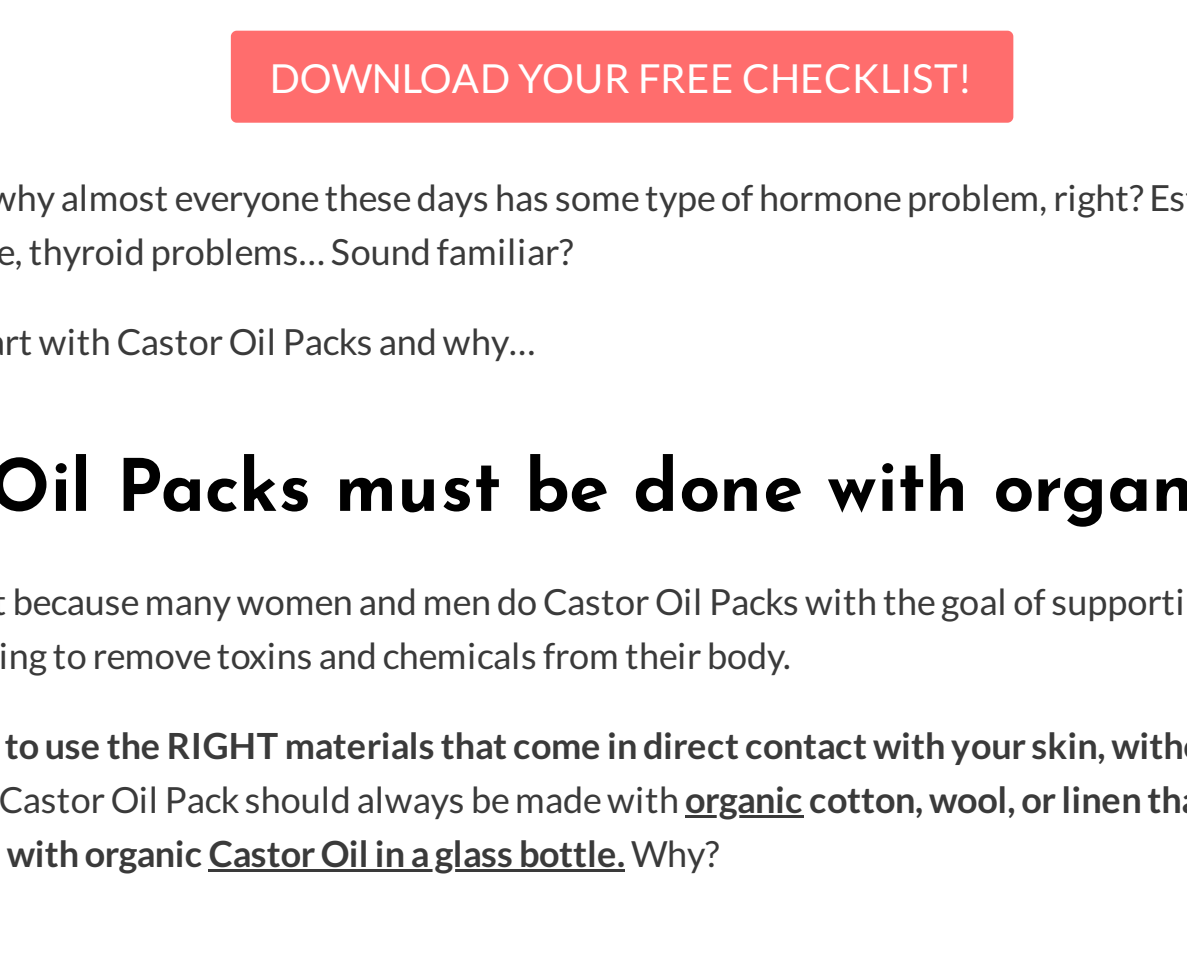 DOWNLOAD YOUR FREE CHECKLIST!
why almost everyone these days has some type of hormone problem, right? Es
e, thyroid problems… Sound familiar?
art with Castor Oil Packs and why…
Oil Packs must be done with organ
t because many women and men do Castor Oil Packs with the goal of supporti
ing to remove toxins and chemicals from their body.
to use the RIGHT materials that come in direct contact with your skin, witho
Castor Oil Pack should always be made with organic cotton, wool, or linen tha
with organic Castor Oil in a glass bottle. Why?